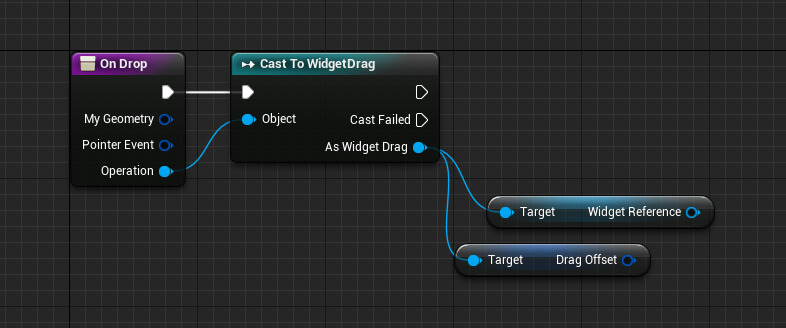 On Drop
My Geometry
Pointer Event
Operation
Cast To WidgetDrag
Object
Cast Failed
As Widget Drag
Target Widget Reference
Target Drag Offset